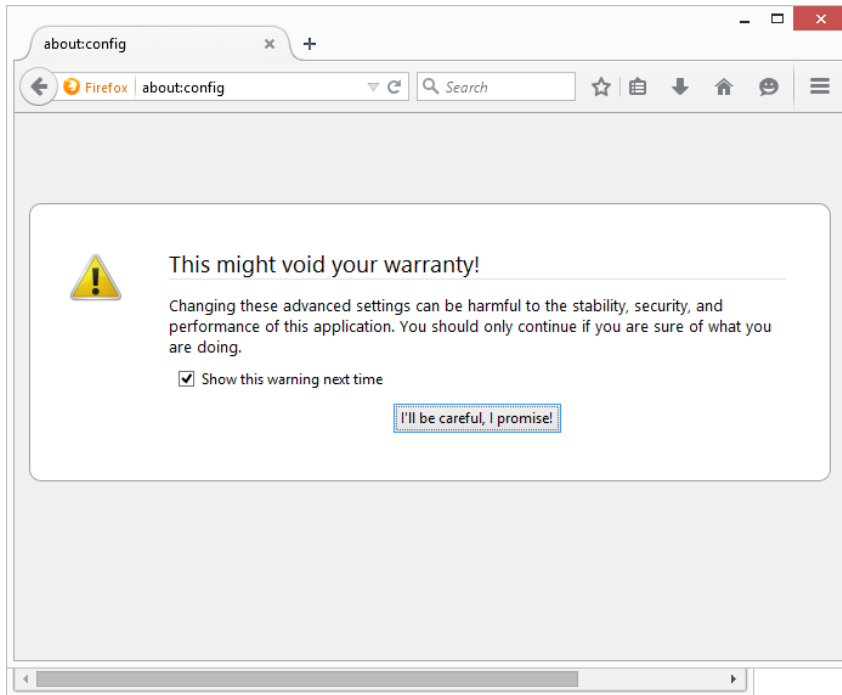 about:config
Firefox about:config Search
This might void your warranty!
Changing these advanced settings can be harmful to the stability, security, and
performance of this application. You should only continue if you are sure of what you
are doing.
Show this warning next time
I'll be careful, I promise!